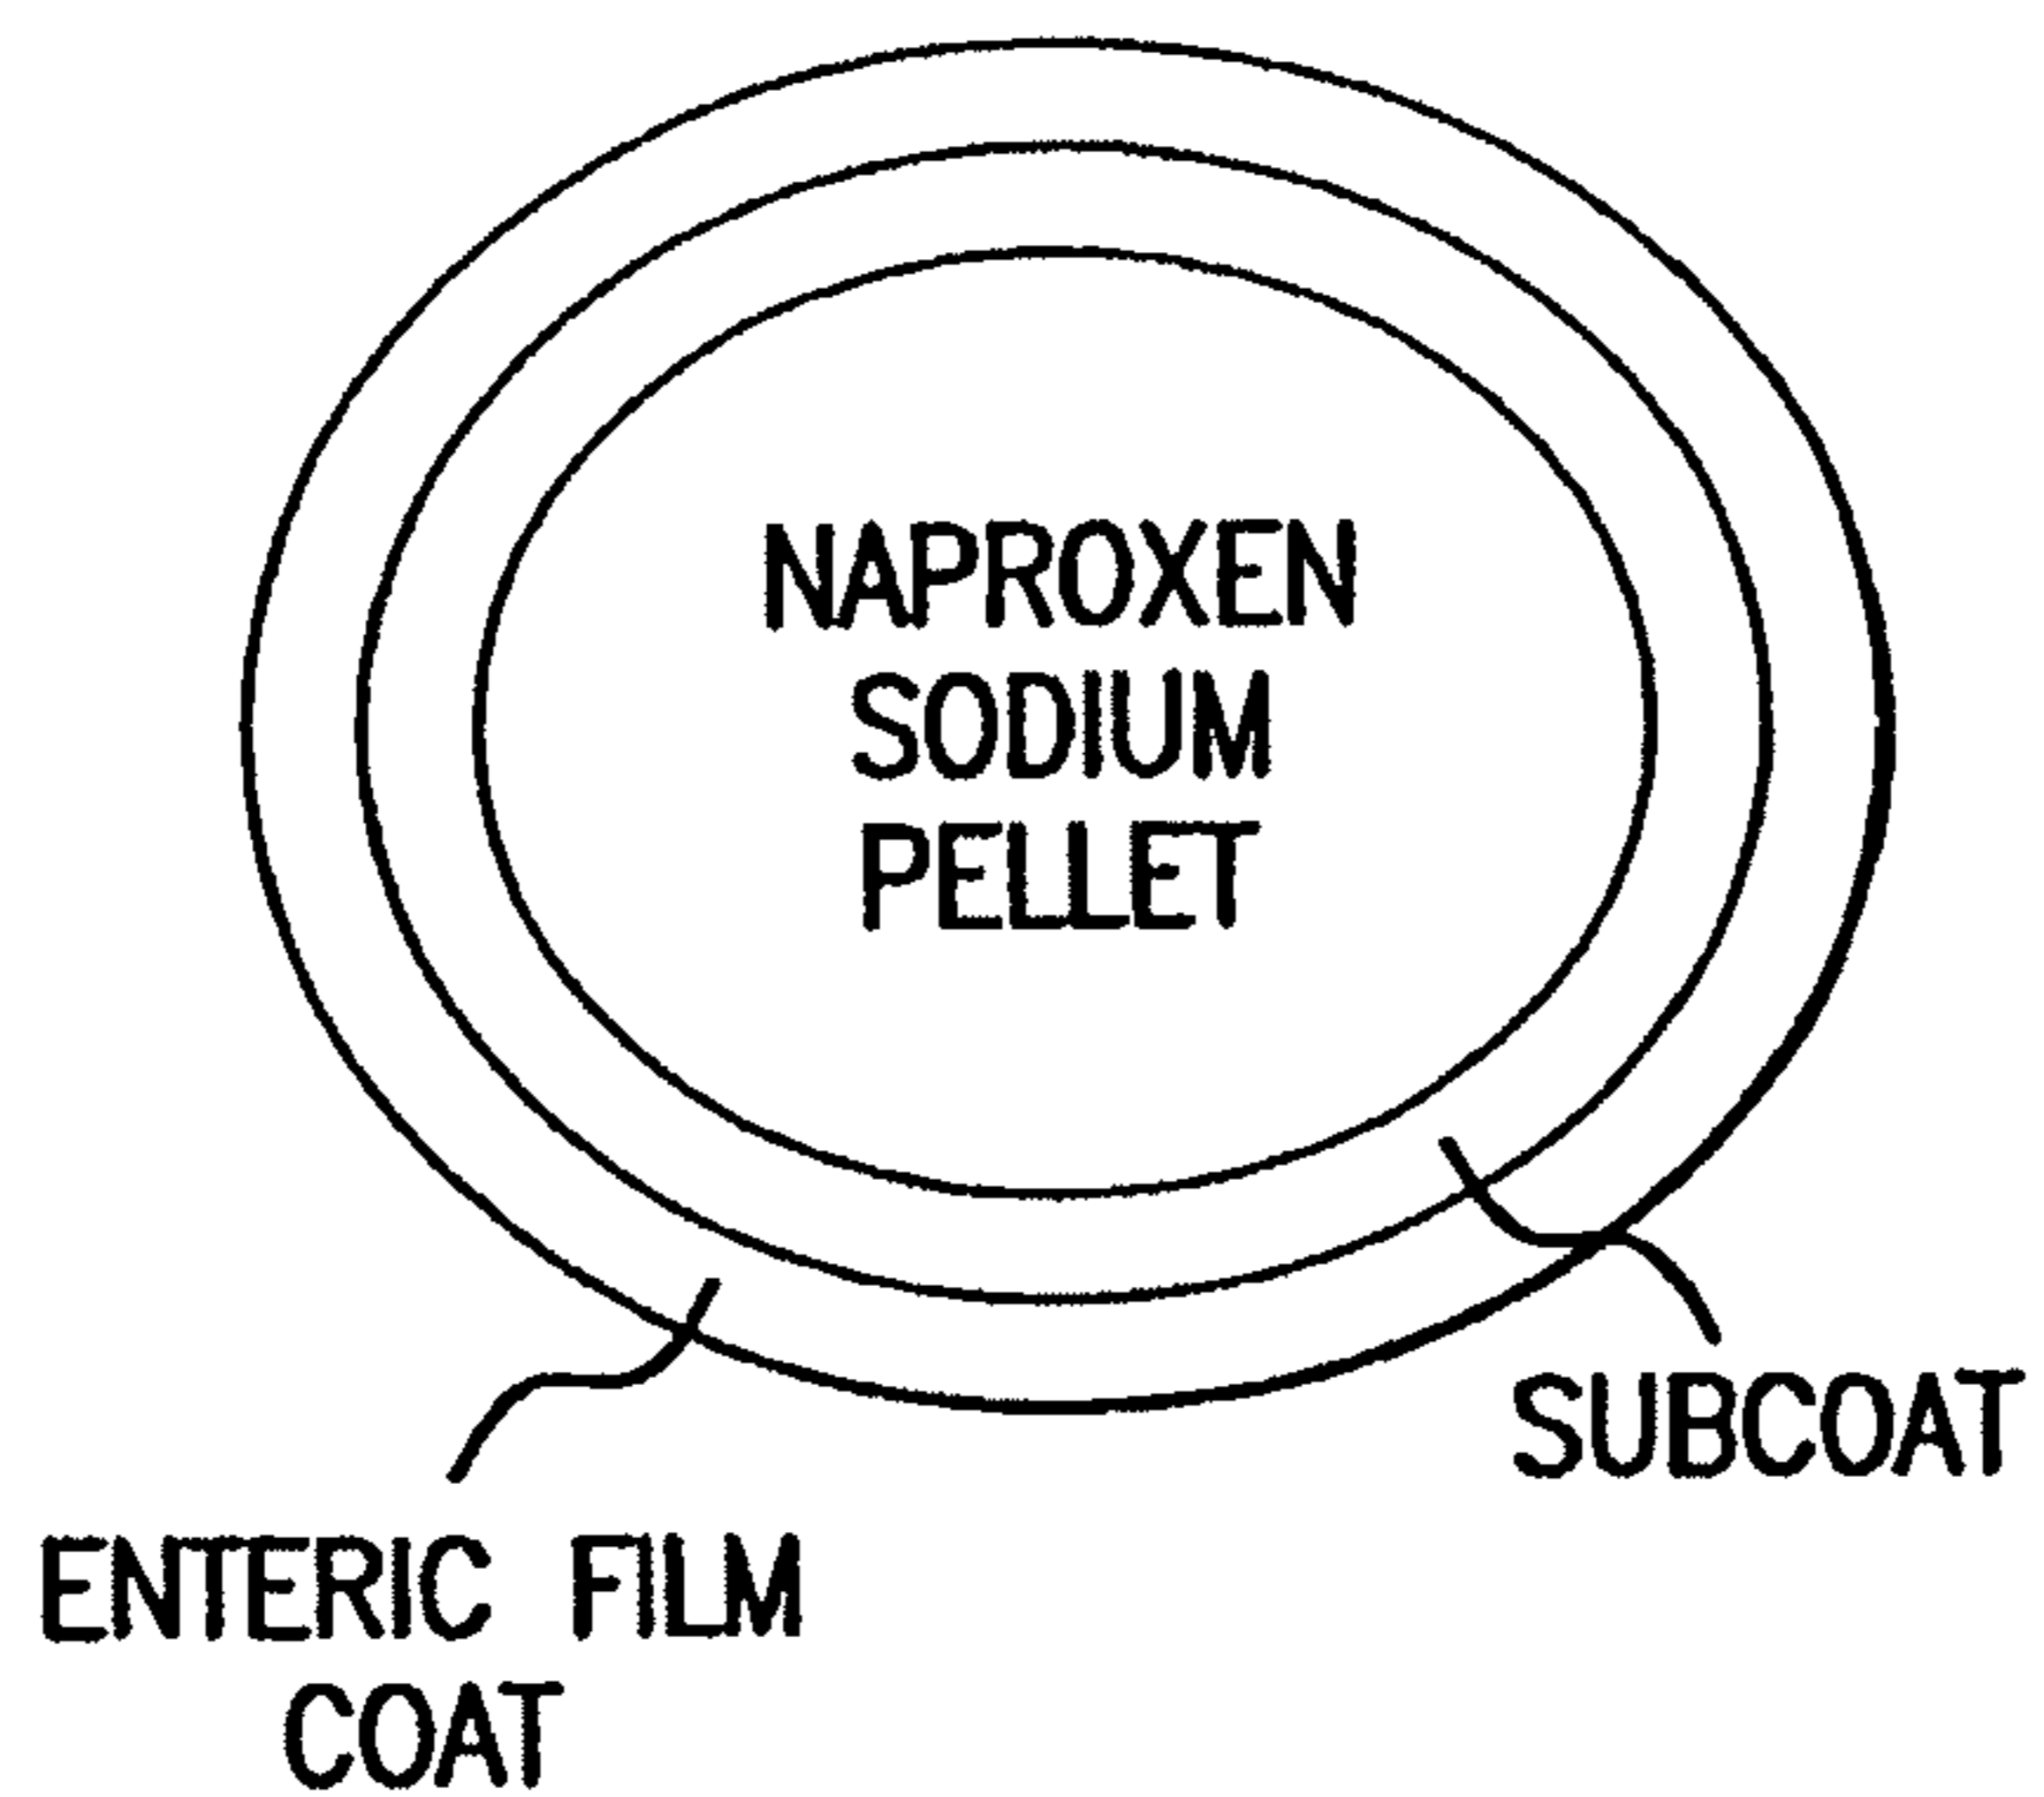 NAPROXEN
SODIUM
PELLET
SUBCOAT
ENTERIC FILM
COAT